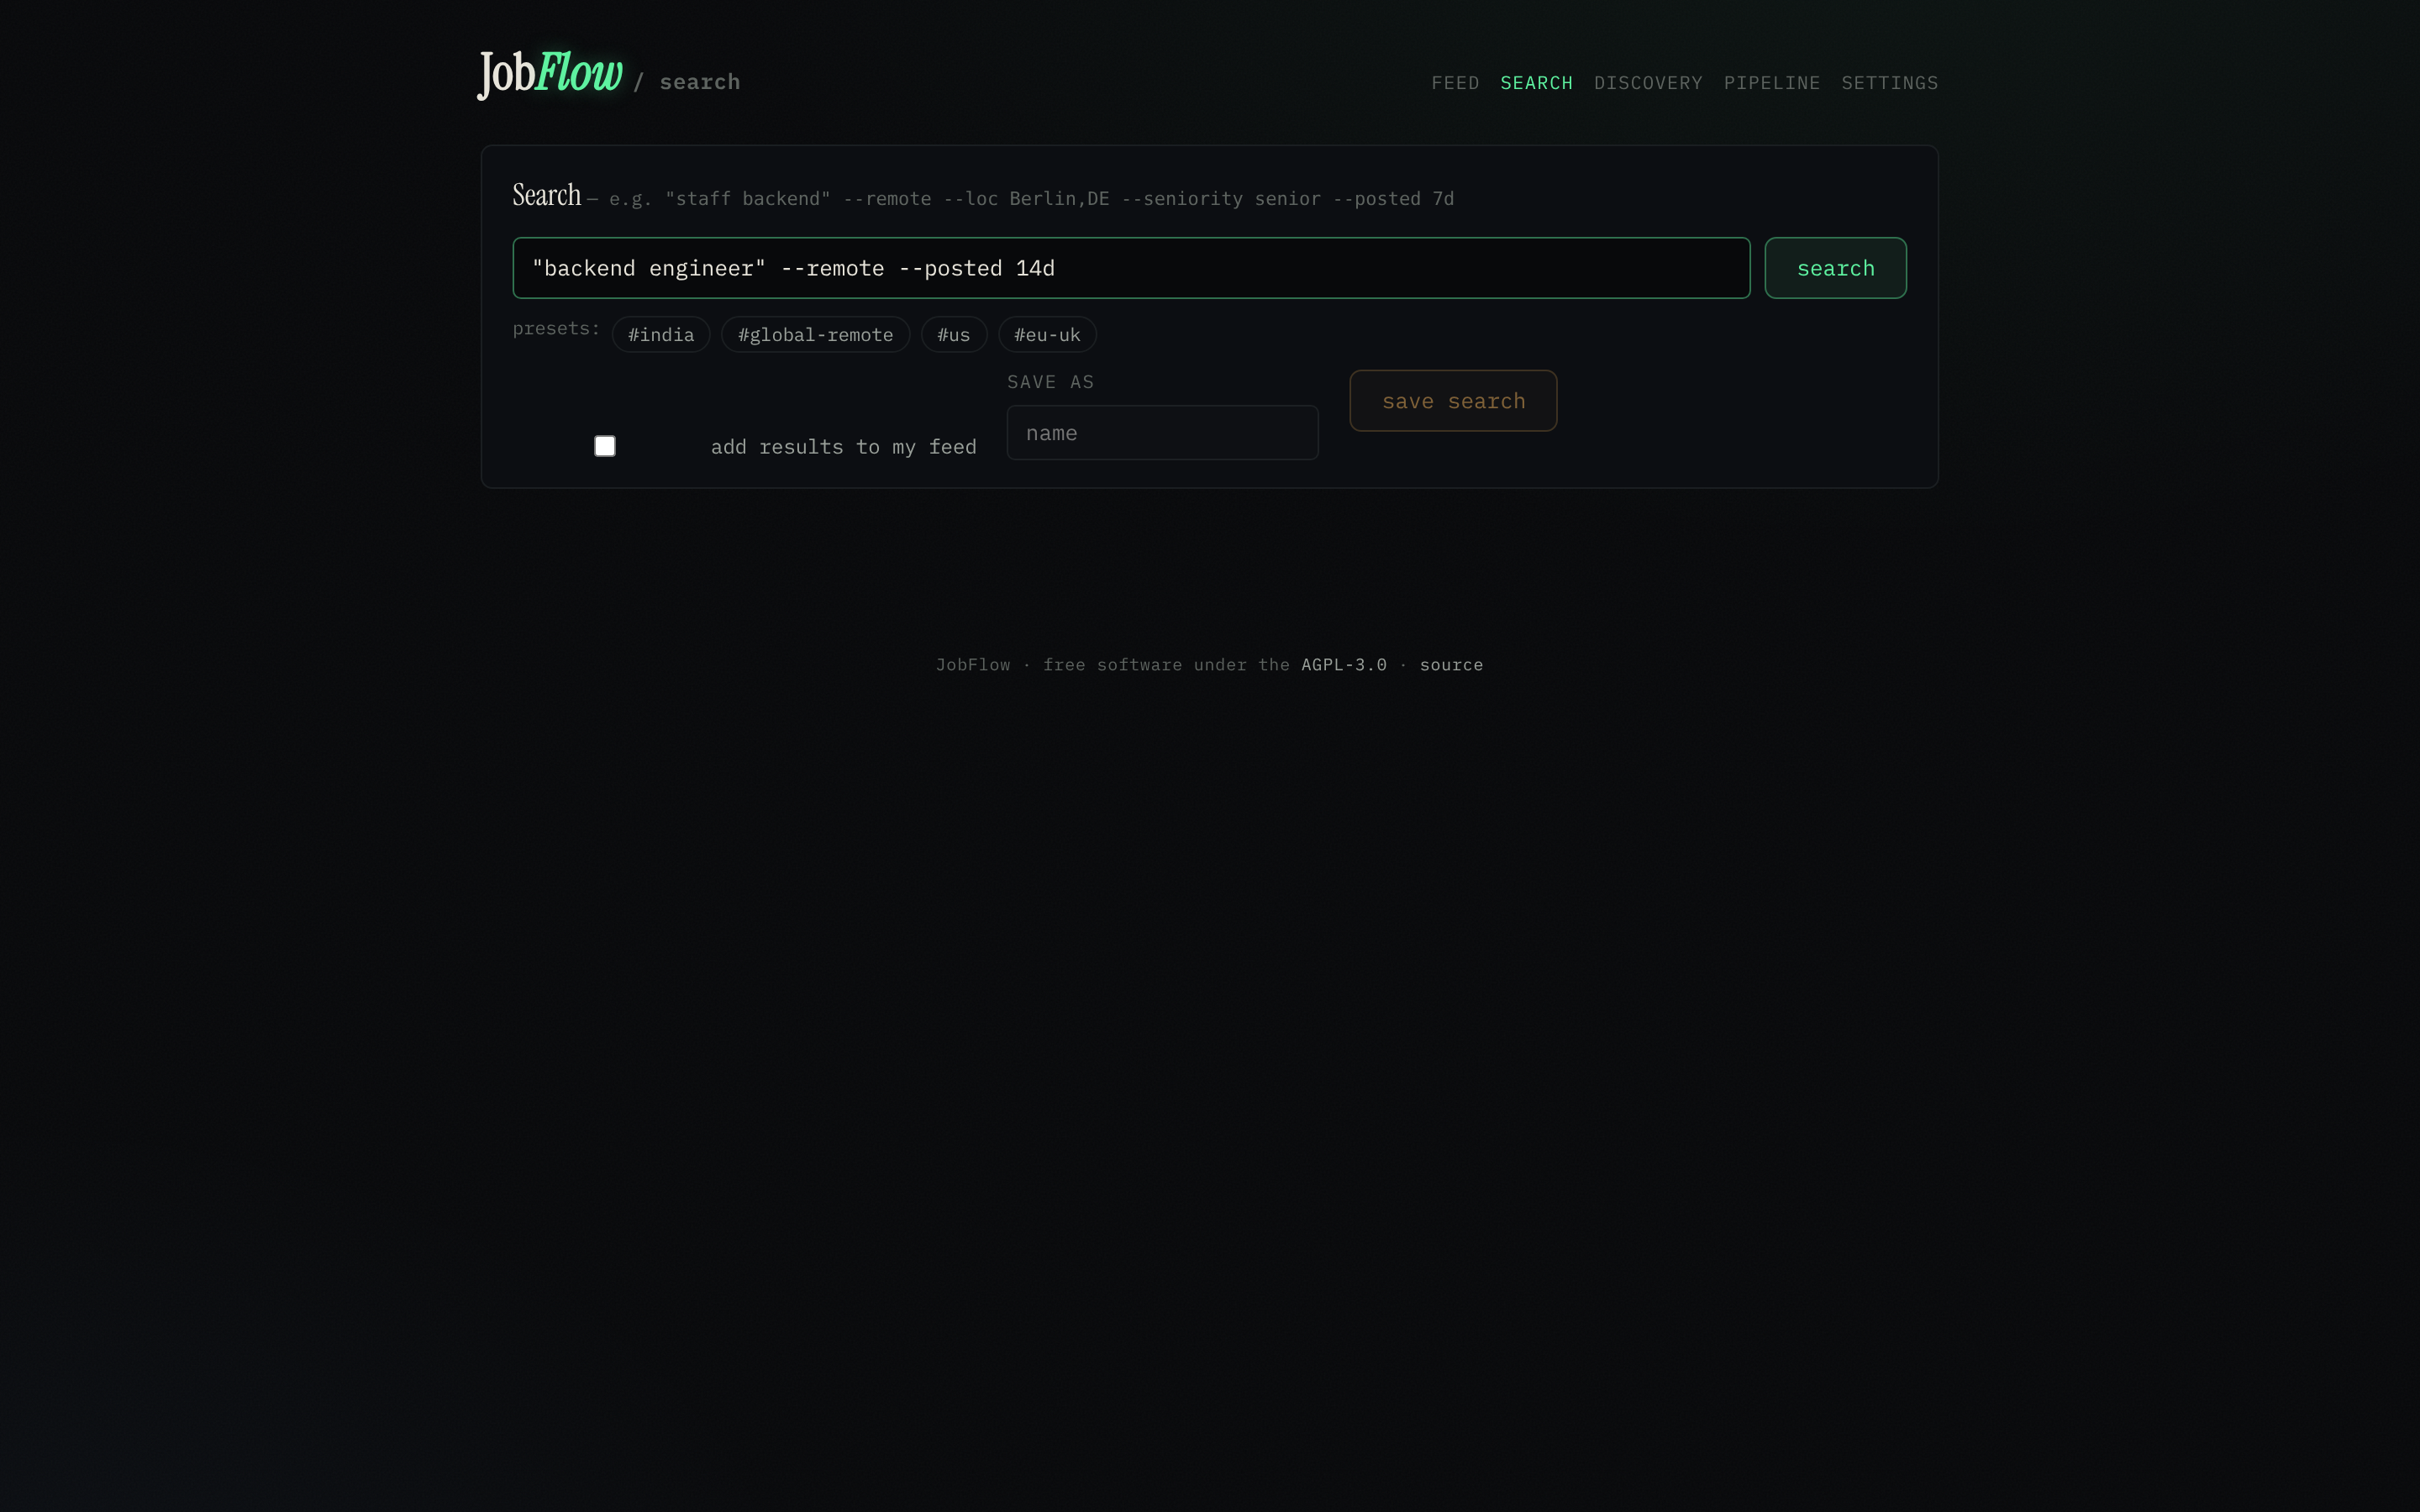 JobFlow / search
FEED SEARCH DISCOVERY PIPELINE SETTINGS
Search — e.g. "staff backend" --remote --loc Berlin,DE --seniority senior --posted 7d
"backend engineer" --remote --posted 14d
search
presets: #india #global-remote #us #eu-uk
SAVE AS
save search
add results to my feed
name
JobFlow · free software under the AGPL-3.0 · source